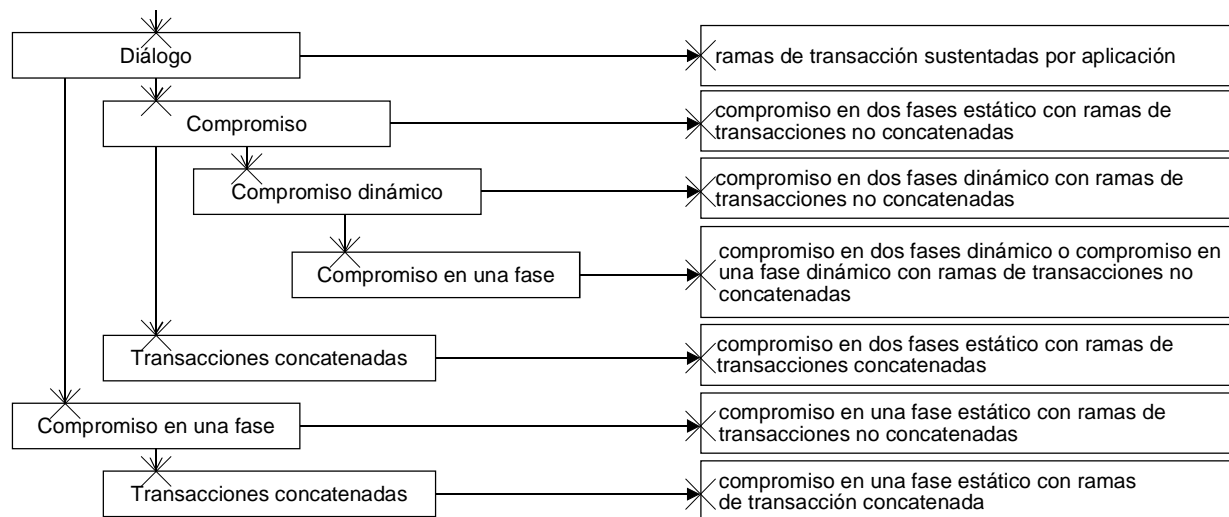 Diálogo
ramas de transacción sustentadas por aplicación
Compromiso
compromiso en dos fases estático con ramas de
transacciones no concatenadas
Compromiso dinámico
compromiso en dos fases dinámico con ramas de
transacciones no concatenadas
Compromiso en una fase
compromiso en dos fases dinámico o compromiso en
una fase dinámico con ramas de transacciones no
concatenadas
Transacciones concatenadas
compromiso en dos fases estático con ramas de
transacciones concatenadas
Compromiso en una fase
compromiso en una fase estático con ramas de
transacciones no concatenadas
Transacciones concatenadas
compromiso en una fase estático con ramas
de transacción concatenada